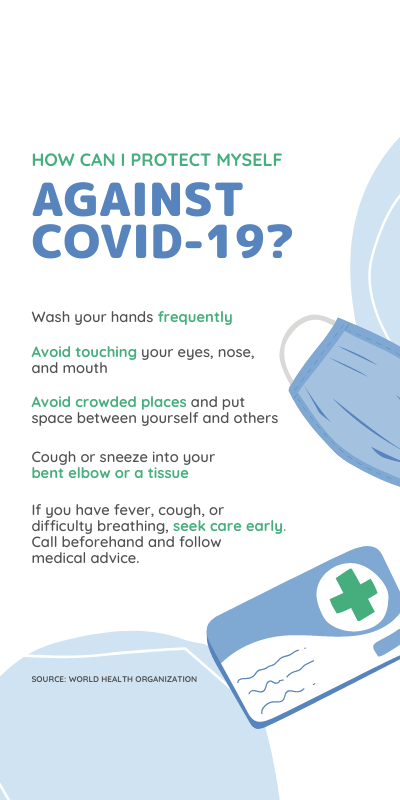 HOW CAN I PROTECT MYSELF
AGAINST
COVID-19?
Wash your hands frequently
Avoid touching your eyes, nose,
and mouth
Avoid crowded places and put
space between yourself and others
Cough or sneeze into your
bent elbow or a tissue
If you have fever, cough, or
difficulty breathing, seek care early.
Call beforehand and follow
medical advice.
SOURCE: WORLD HEALTH ORGANIZATION